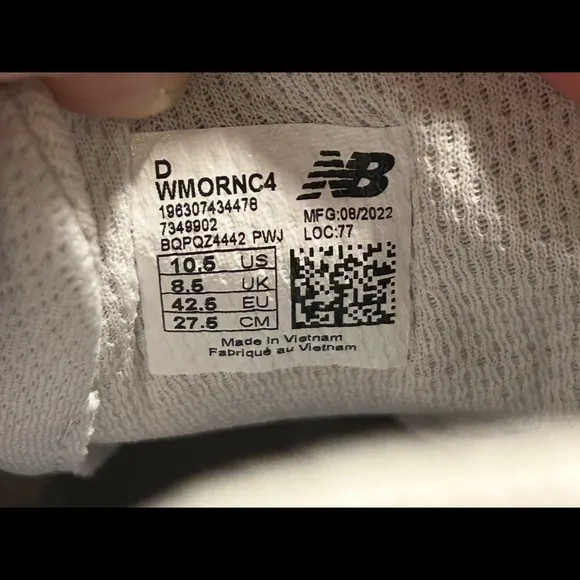 D
WMORNC4
196307434478
7349902
BQPQZ4442 PWJ
NB
MFG:08/2022
LOC:77
10.5 US
8.5 UK
42.5 EU
27.5 CM
Made in Vietnam
Fabriqué au Vietnam